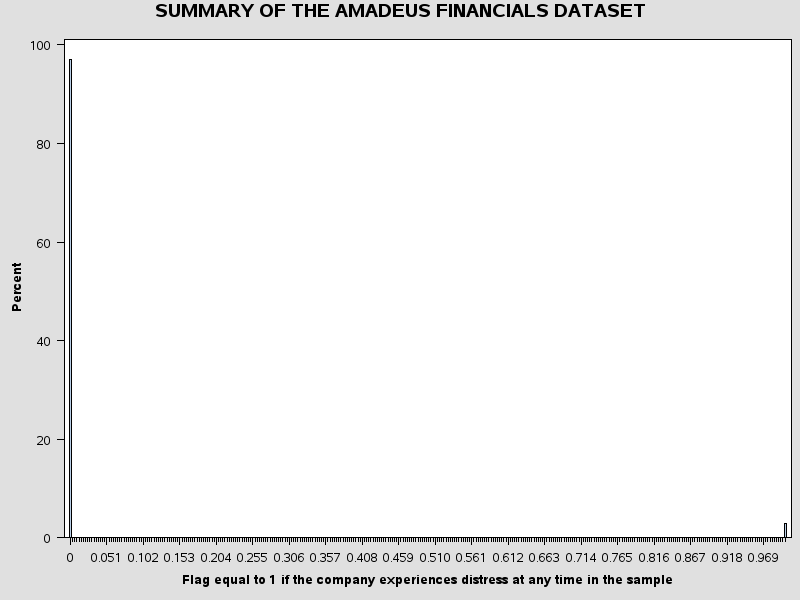 SUMMARY OF THE AMADEUS FINANCIALS DATASET
100
80
60
40
20
0
Percent
0 0.051 0.102 0.153 0.204 0.255 0.306 0.357 0.408 0.459 0.510 0.561 0.612 0.663 0.714 0.765 0.816 0.867 0.918 0.969
Flag equal to 1 if the company experiences distress at any time in the sample